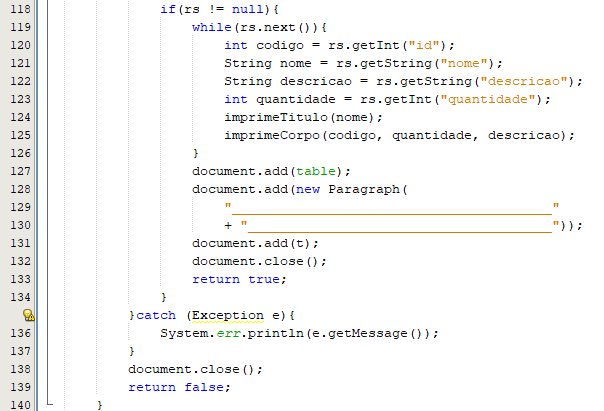 118 if(rs != null){
119 while(rs.next()){
120 int codigo = rs.getInt("id");
121 String nome = rs.getString("nome");
122 String descricao = rs.getString("descricao");
123 int quantidade = rs.getInt("quantidade");
124 imprimeTitulo(nome);
125 imprimeCorpo(codigo, quantidade, descricao);
126 }
127 document.add(table);
128 document.add(new Paragraph(
129 "________________________________________"
130 + "______________________________________"));
131 document.add(t);
132 document.close();
133 return true;
134 }
}catch (Exception e){
136 System.err.println(e.getMessage());
137 }
138 document.close();
139 return false;
140 }